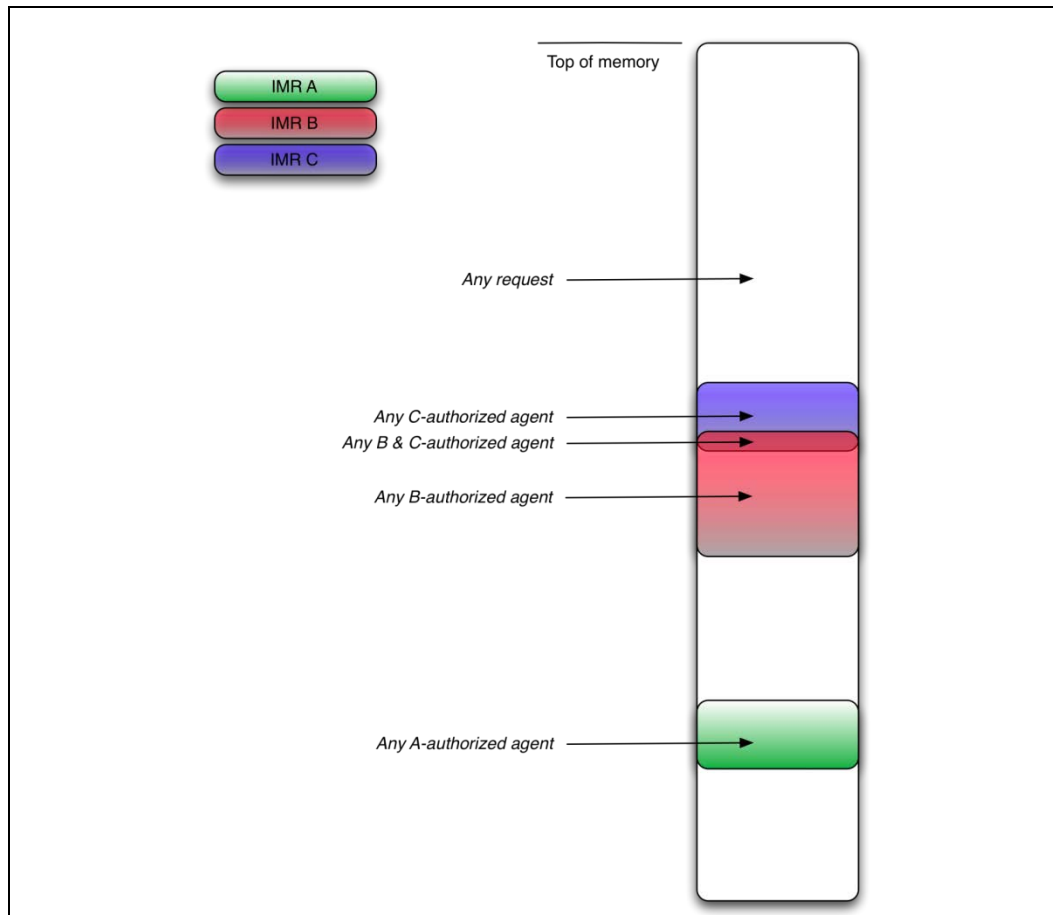 Top of memory
IMR A
IMR B
IMR C
Any request
Any C-authorized agent
Any B & C-authorized agent
Any B-authorized agent
Any A-authorized agent